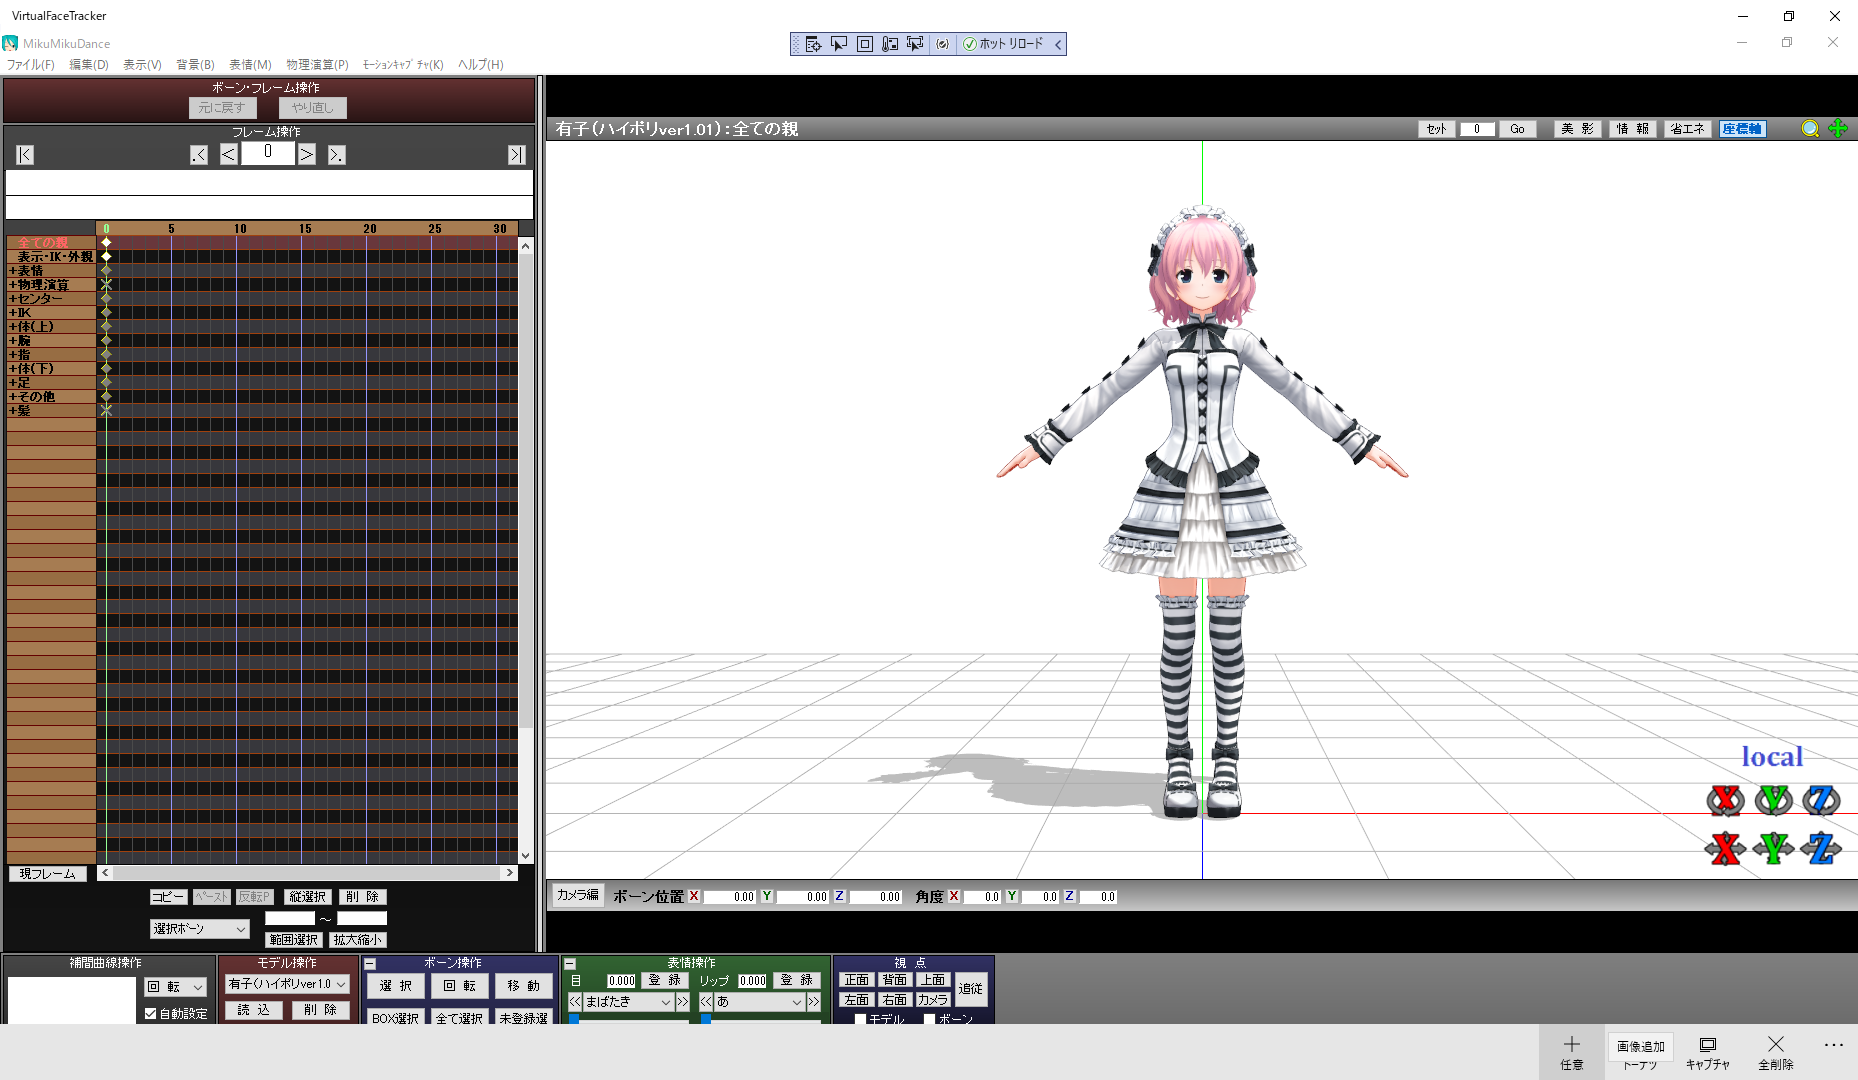 VirtualFaceTracker
MikuMikuDance
ホット リロード
ファイル(F) 編集(D) 表示(V) 背景(B) 表情(M) 物理演算(P) ﾓｰｼｮﾝｷｬﾌﾟﾁｬ(K) ヘルプ(H)
ボーン・フレーム操作
元に戻す やり直し
フレーム操作
|< .< < 0 > >. >|
有子(ハイポリver1.01):全ての親
ｾｯﾄ 0 Go 美 影 情 報 省エネ 座標軸
0 5 10 15 20 25 30
全ての親
表示・IK・外親
+表情
+物理演算
+センター
+IK
+体(上)
+腕
+指
+体(下)
+足
+その他
+髪
local
X Y Z
X Y Z
現フレーム
コピー ﾍﾟｰｽﾄ 反転P 縦選択 削 除
選択ﾎﾞｰﾝ ～
範囲選択 拡大縮小
カメラ編 ボーン位置 X 0.00 Y 0.00 Z 0.00 角度 X 0.0 Y 0.0 Z 0.0
補間曲線操作
回 転
自動設定
モデル操作
有子(ハイポリver1.0
読 込 削 除
ボーン操作
選 択 回 転 移 動
BOX選択 全て選択 未登録選
表情操作
目 0.000 登 録 リップ 0.000 登 録
<< まばたき >> << あ >>
視 点
正面 背面 上面 追従
左面 右面 カメラ
モデル ボーン
任意 画像追加 トーナツ キャプチャ 全削除